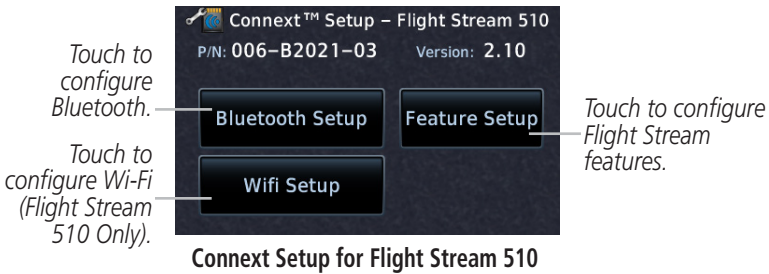 Connext™ Setup – Flight Stream 510
P/N: 006–B2021–03 Version: 2.10
Touch to
configure
Bluetooth.
Bluetooth Setup
Feature Setup
Touch to configure
Flight Stream
features.
Touch to
configure Wi-Fi
(Flight Stream
510 Only).
Wifi Setup
Connext Setup for Flight Stream 510